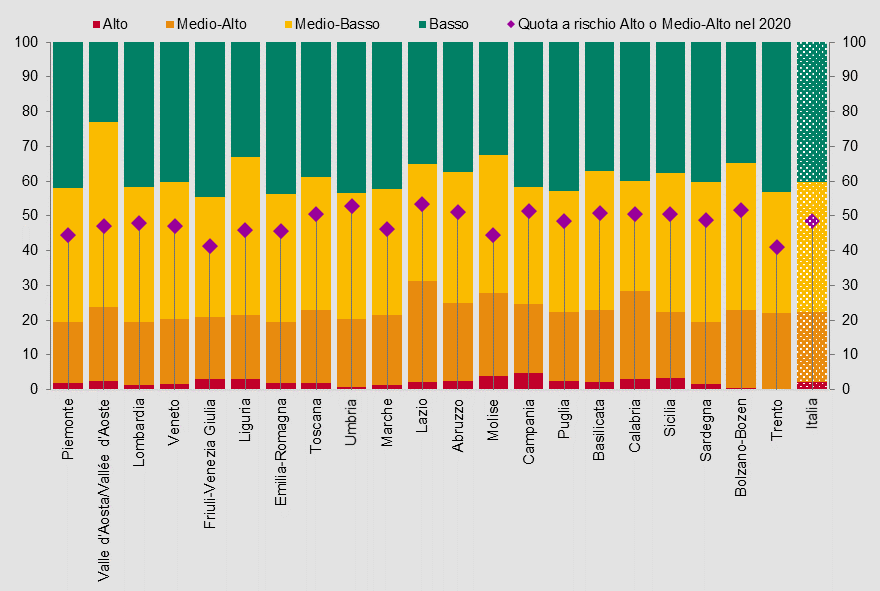 Alto Medio-Alto Medio-Basso Basso Quota a rischio Alto o Medio-Alto nel 2020
100 100
90 90
80 80
70 70
60 60
50 50
40 40
30 30
20 20
10 10
0 0
Piemonte
Valle d'Aosta/Vallée d'Aoste
Lombardia
Veneto
Friuli-Venezia Giulia
Liguria
Emilia-Romagna
Toscana
Umbria
Marche
Lazio
Abruzzo
Molise
Campania
Puglia
Basilicata
Calabria
Sicilia
Sardegna
Bolzano-Bozen
Trento
Italia